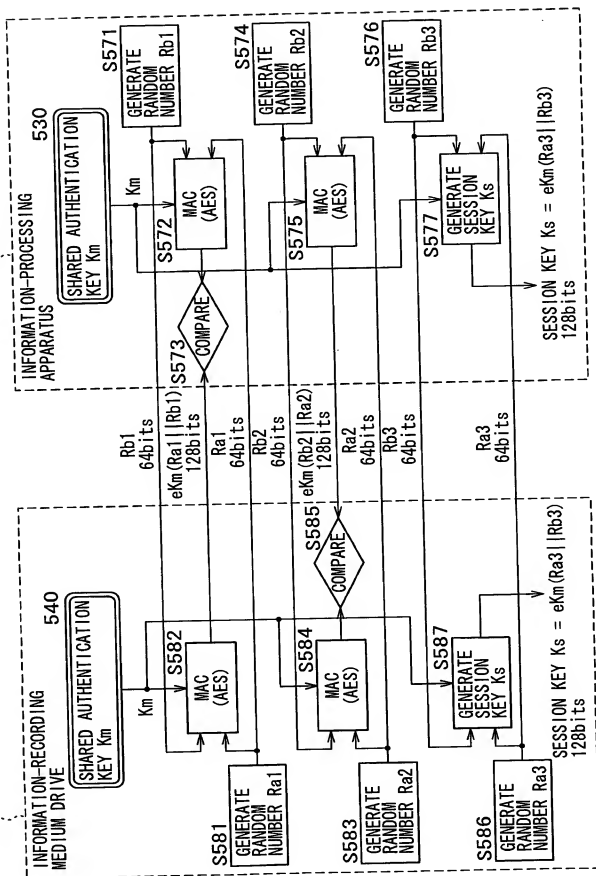 INFORMATION-RECORDING
MEDIUM DRIVE
540
SHARED AUTHENTICATION
KEY Km
Km
S581
GENERATE
RANDOM
NUMBER Ra1
S582
MAC
(AES)
S583
GENERATE
RANDOM
NUMBER Ra2
S584
MAC
(AES)
S585
COMPARE
S586
GENERATE
RANDOM
NUMBER Ra3
S587
GENERATE
SESSION
KEY Ks
SESSION KEY Ks = eKm(Ra3||Rb3)
128bits
Rb1
64bits
eKm(Ra1||Rb1)
128bits
Ra1
64bits
Rb2
64bits
eKm(Rb2||Ra2)
128bits
Ra2
64bits
Rb3
64bits
Ra3
64bits
INFORMATION-PROCESSING
APPARATUS
530
SHARED AUTHENTICATION
KEY Km
Km
S571
GENERATE
RANDOM
NUMBER Rb1
S572
MAC
(AES)
S573
COMPARE
S574
GENERATE
RANDOM
NUMBER Rb2
S575
MAC
(AES)
S576
GENERATE
RANDOM
NUMBER Rb3
S577
GENERATE
SESSION
KEY Ks
SESSION KEY Ks = eKm(Ra3||Rb3)
128bits